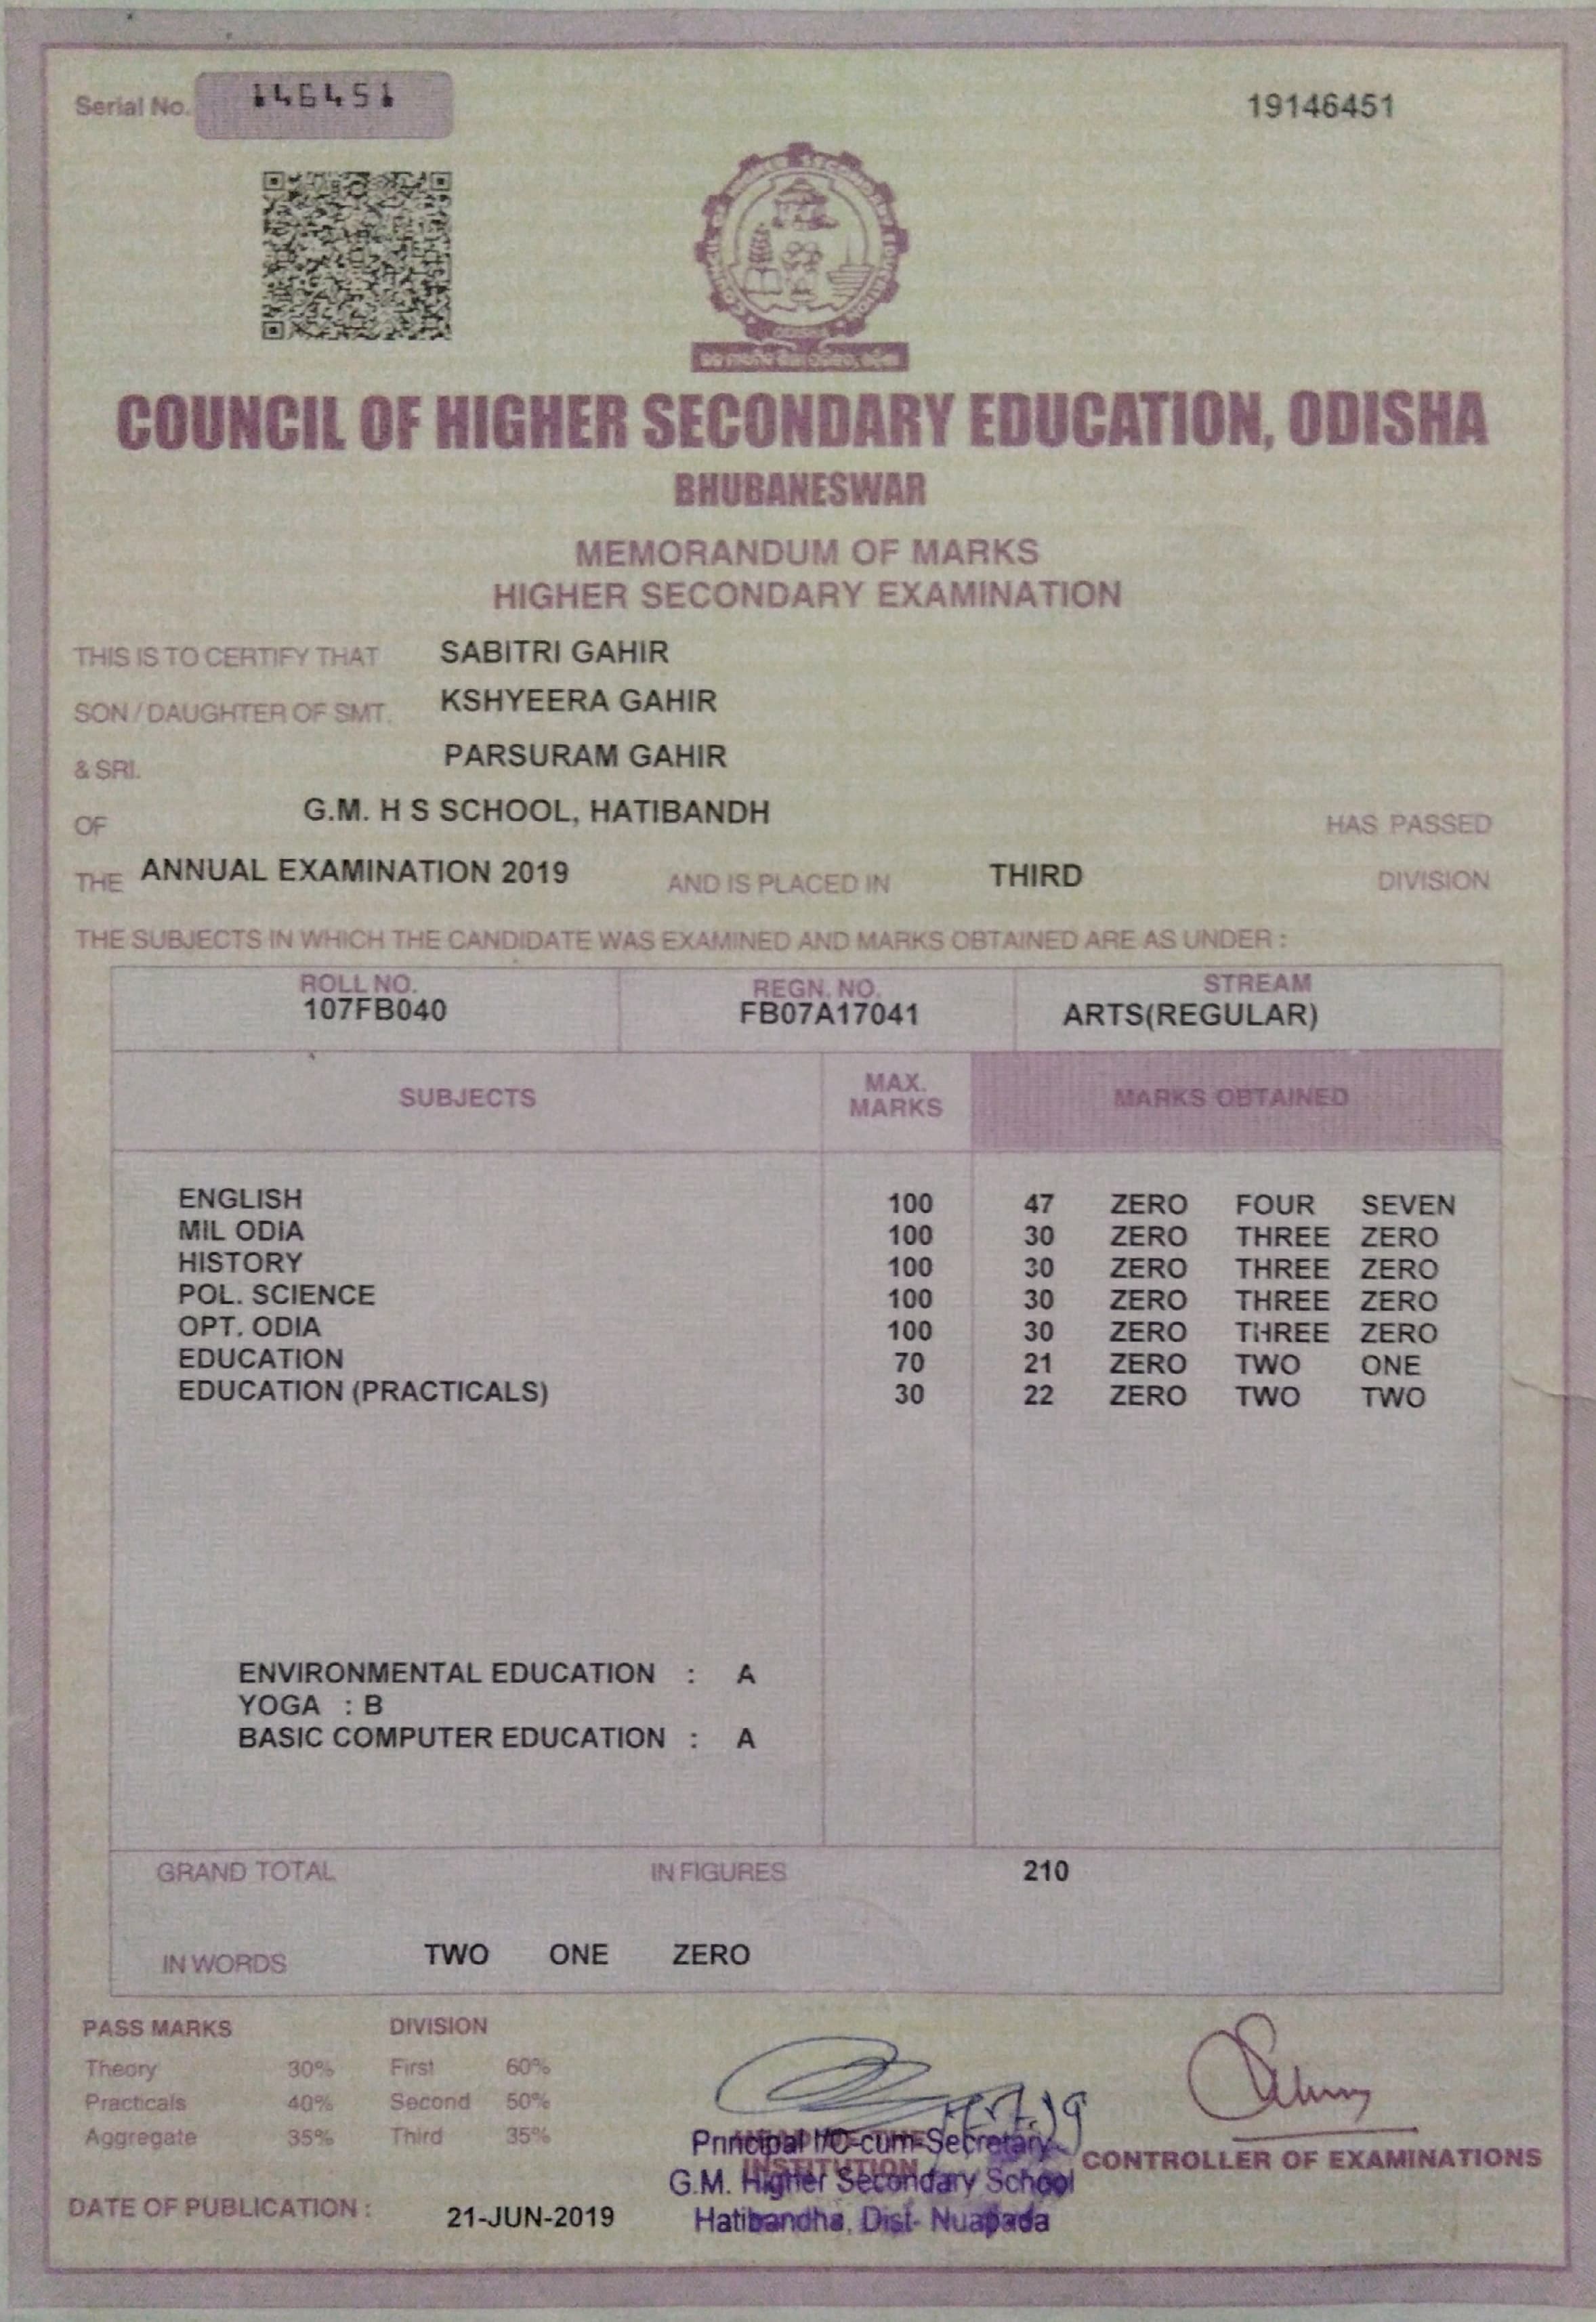 Serial No. 146451
19146451
COUNCIL OF HIGHER SECONDARY EDUCATION, ODISHA
BHUBANESWAR
MEMORANDUM OF MARKS
HIGHER SECONDARY EXAMINATION
THIS IS TO CERTIFY THAT SABITRI GAHIR
SON / DAUGHTER OF SMT. KSHYEERA GAHIR
& SRI. PARSURAM GAHIR
OF G.M. H S SCHOOL, HATIBANDH HAS PASSED
THE ANNUAL EXAMINATION 2019 AND IS PLACED IN THIRD DIVISION
THE SUBJECTS IN WHICH THE CANDIDATE WAS EXAMINED AND MARKS OBTAINED ARE AS UNDER :
ROLL NO. REGN. NO. STREAM
107FB040 FB07A17041 ARTS(REGULAR)
SUBJECTS MAX. MARKS MARKS OBTAINED
ENGLISH 100 47 ZERO FOUR SEVEN
MIL ODIA 100 30 ZERO THREE ZERO
HISTORY 100 30 ZERO THREE ZERO
POL. SCIENCE 100 30 ZERO THREE ZERO
OPT. ODIA 100 30 ZERO THREE ZERO
EDUCATION 70 21 ZERO TWO ONE
EDUCATION (PRACTICALS) 30 22 ZERO TWO TWO
ENVIRONMENTAL EDUCATION : A
YOGA : B
BASIC COMPUTER EDUCATION : A
GRAND TOTAL IN FIGURES 210
IN WORDS TWO ONE ZERO
PASS MARKS DIVISION
Theory 30% First 60%
Practicals 40% Second 50%
Aggregate 35% Third 35%
Principal I/C-cum-Secretary
INSTITUTION
G.M. Higher Secondary School
Hatibandha, Dist- Nuapada
CONTROLLER OF EXAMINATIONS
DATE OF PUBLICATION : 21-JUN-2019